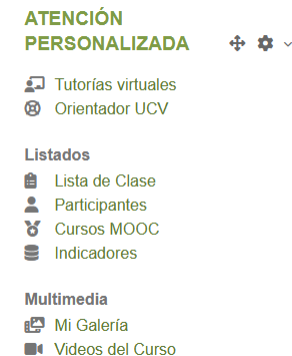 ATENCIÓN
PERSONALIZADA
Tutorías virtuales
Orientador UCV
Listados
Lista de Clase
Participantes
Cursos MOOC
Indicadores
Multimedia
Mi Galería
Videos del Curso